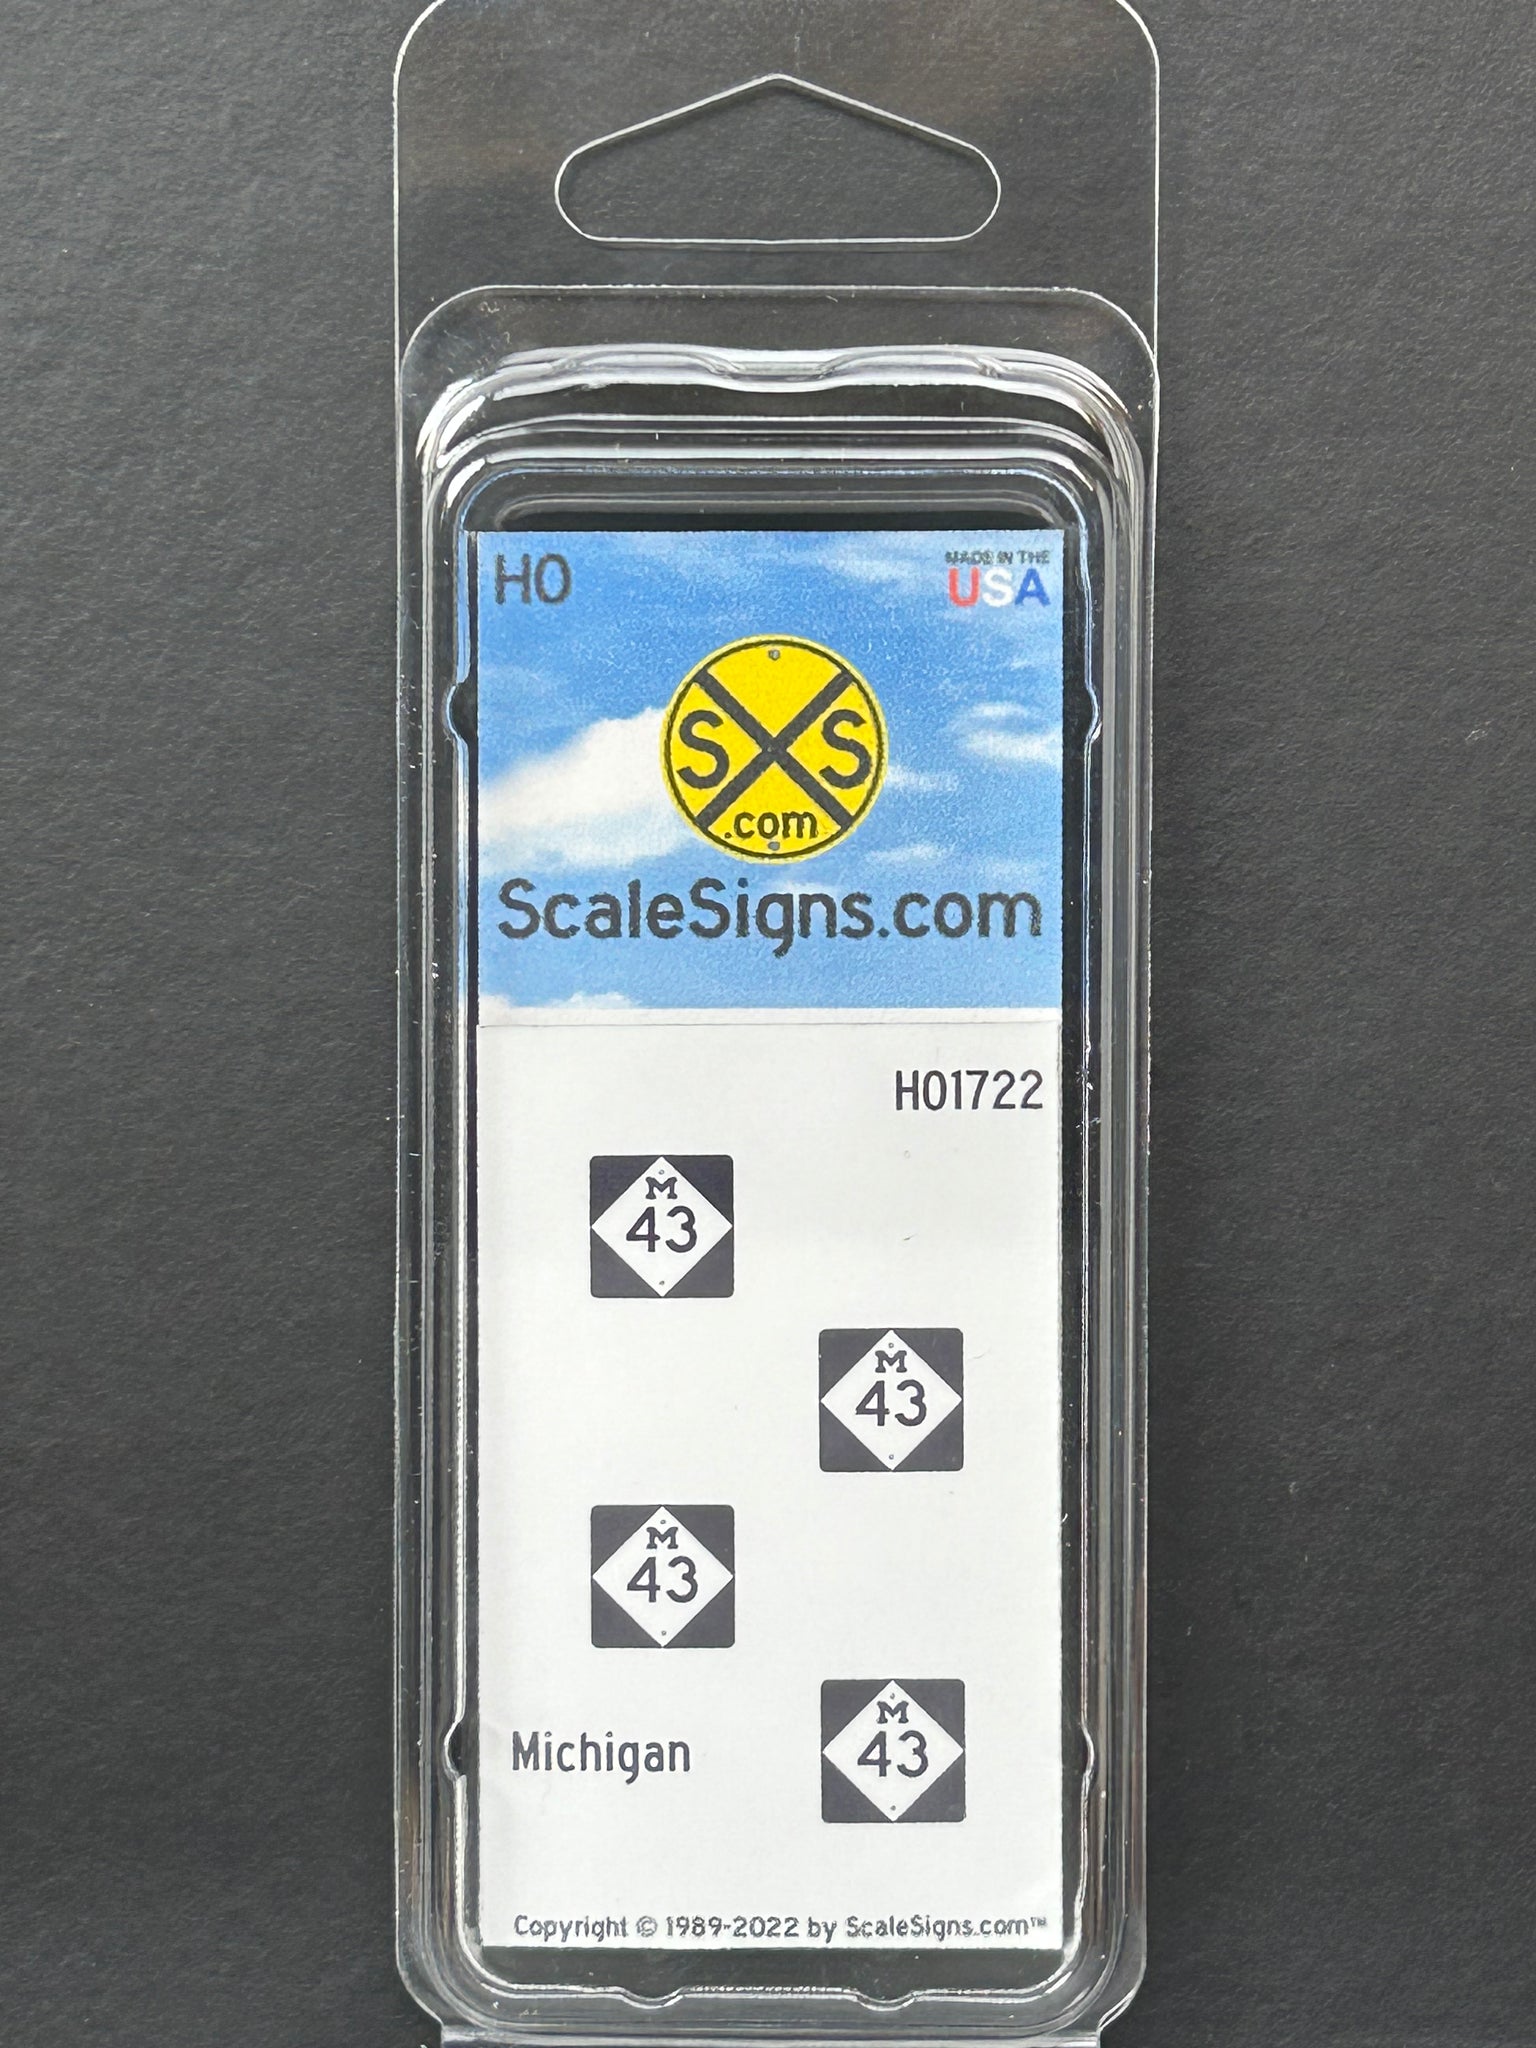 HO
MADE IN THE
USA
S S
.com
ScaleSigns.com
HO1722
M
43
M
43
M
43
M
43
Michigan
Copyright © 1989-2022 by ScaleSigns.com™